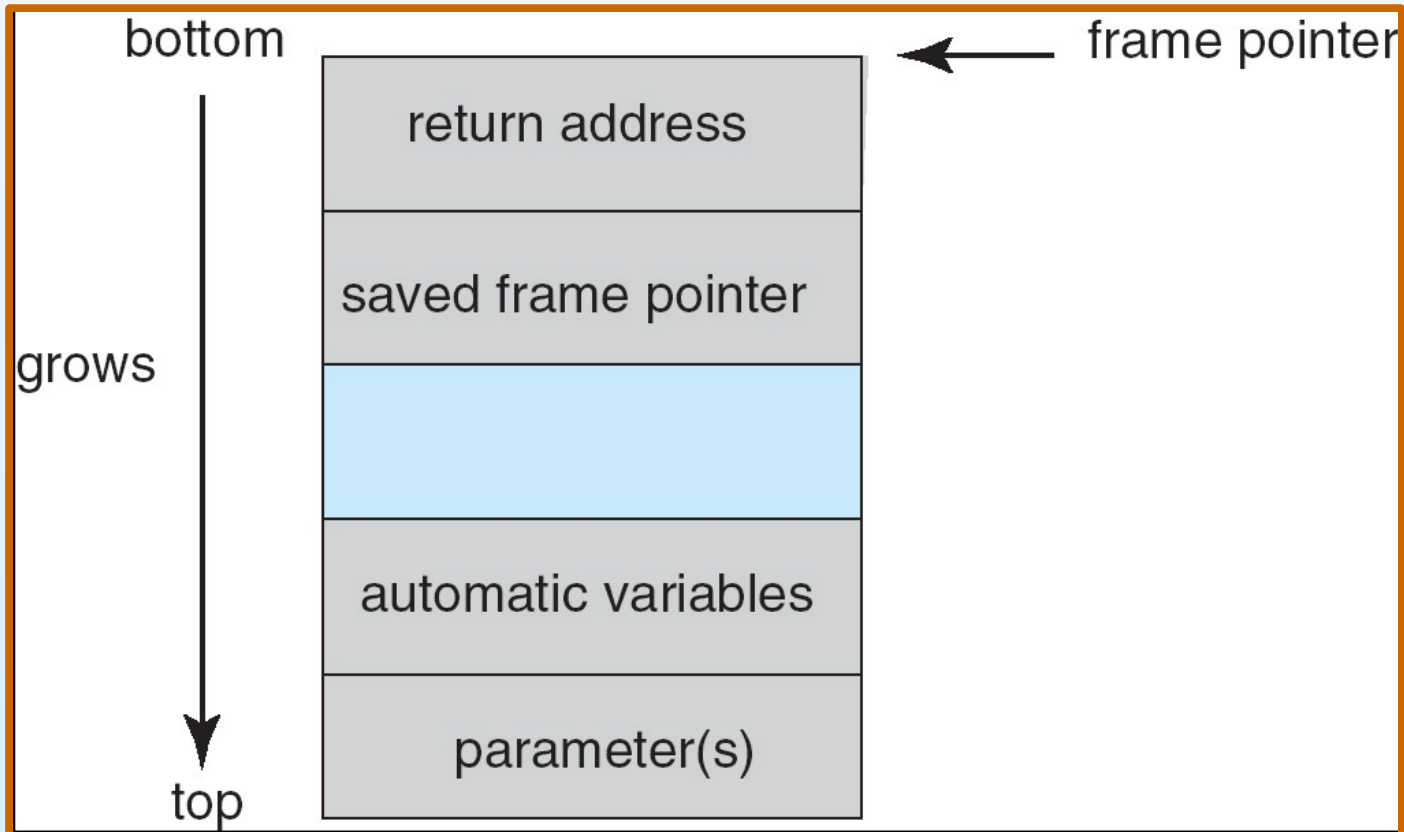 bottom
frame pointer
return address
saved frame pointer
grows
automatic variables
parameter(s)
top